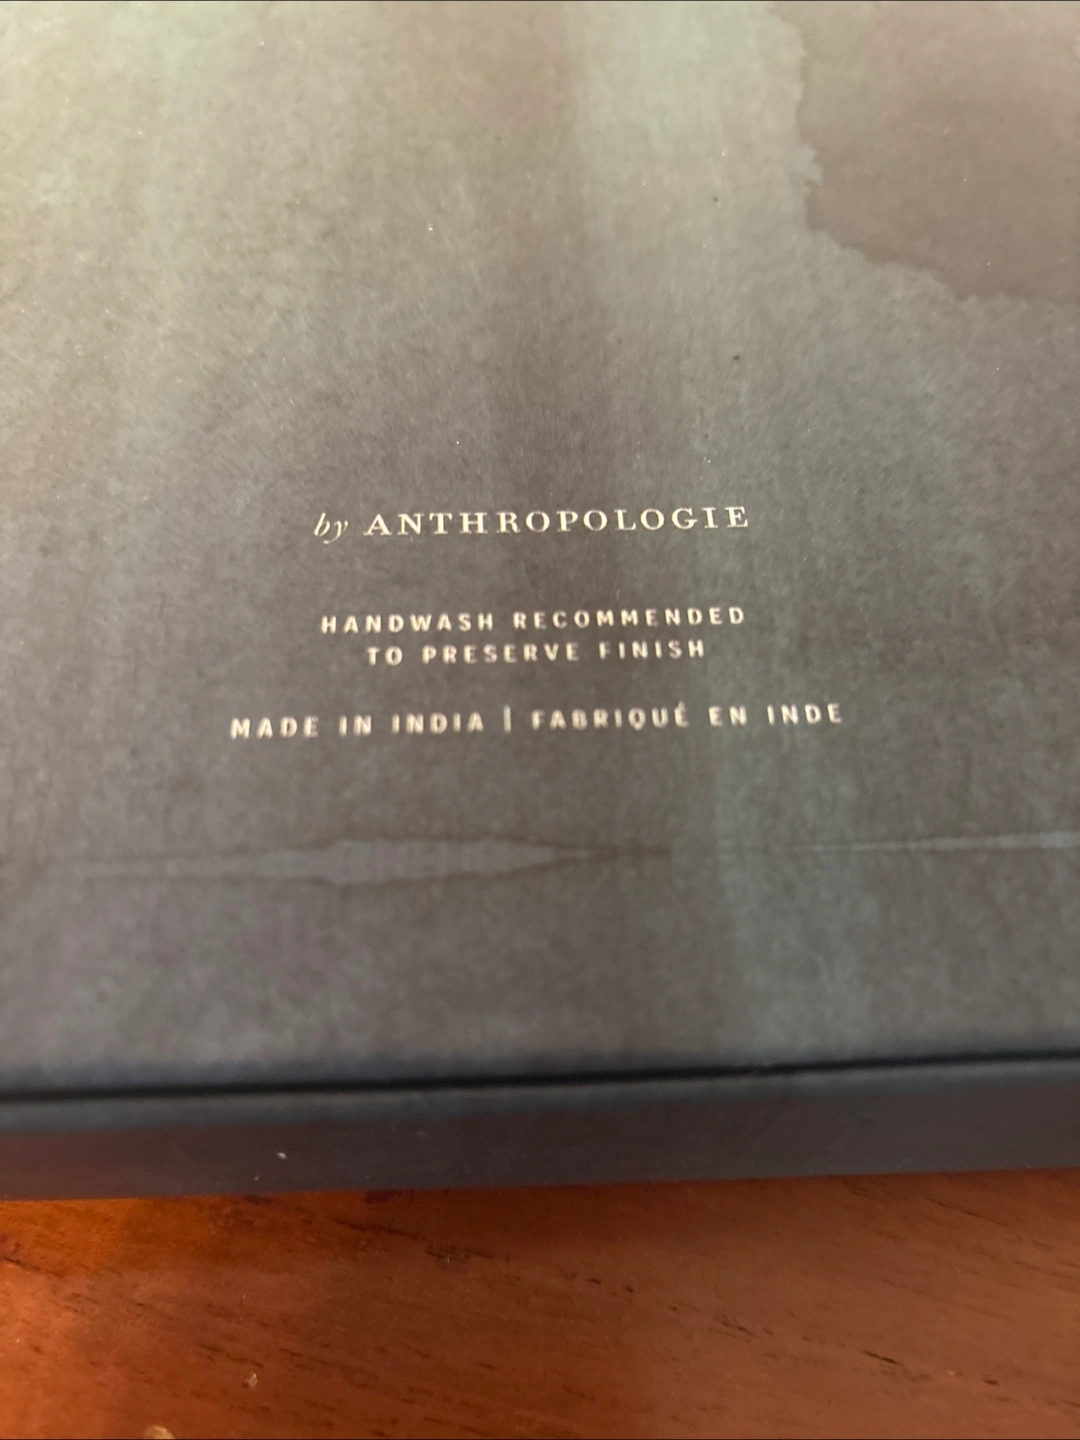 by ANTHROPOLOGIE
HANDWASH RECOMMENDED
TO PRESERVE FINISH
MADE IN INDIA | FABRIQUÉ EN INDE